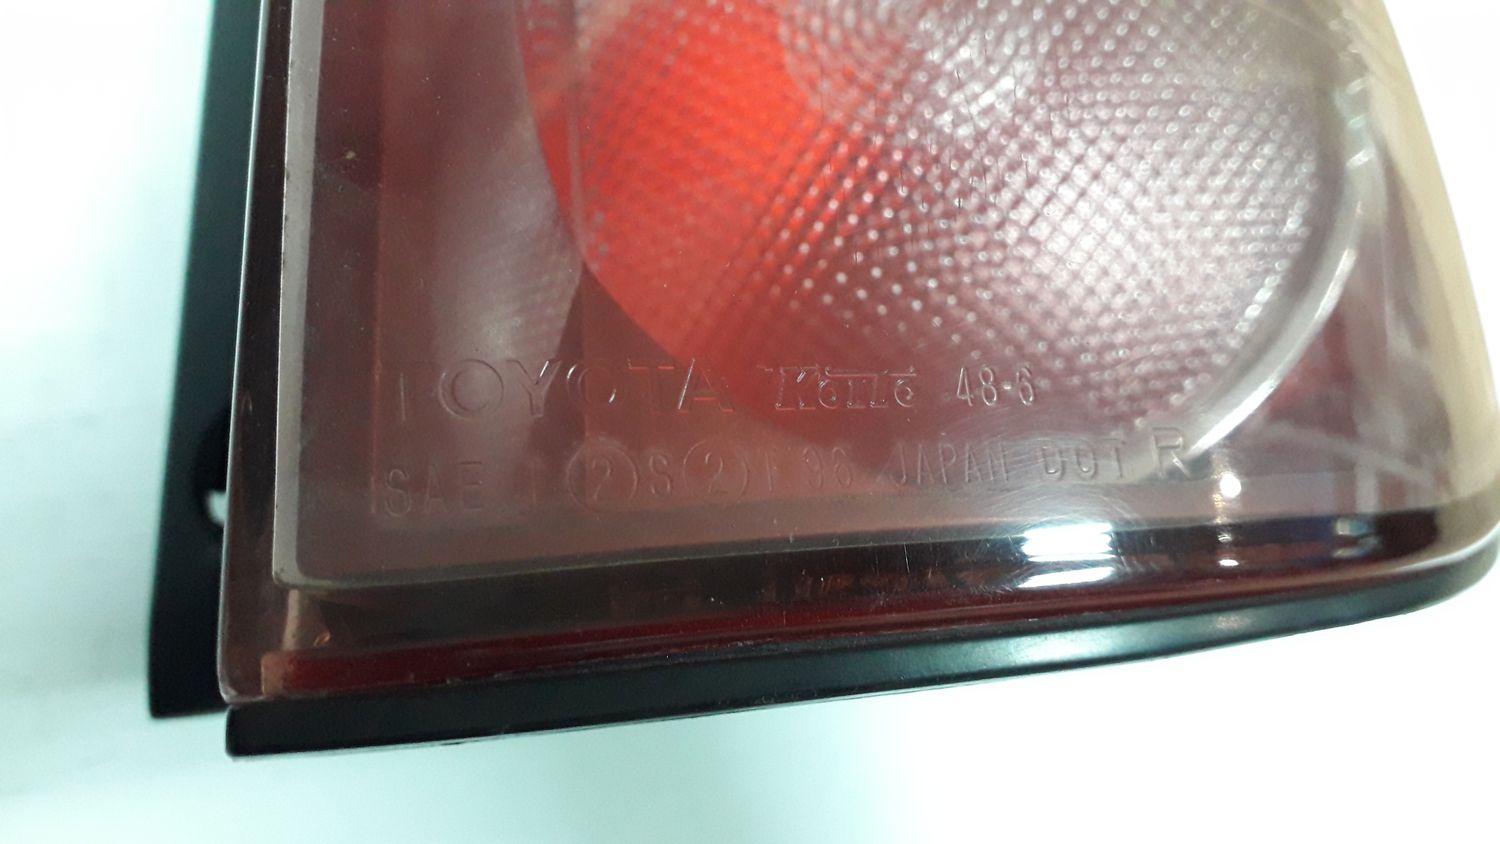 TOYOTA Koito 48-6
SAE I (2) S (2) T 96 JAPAN DOT R